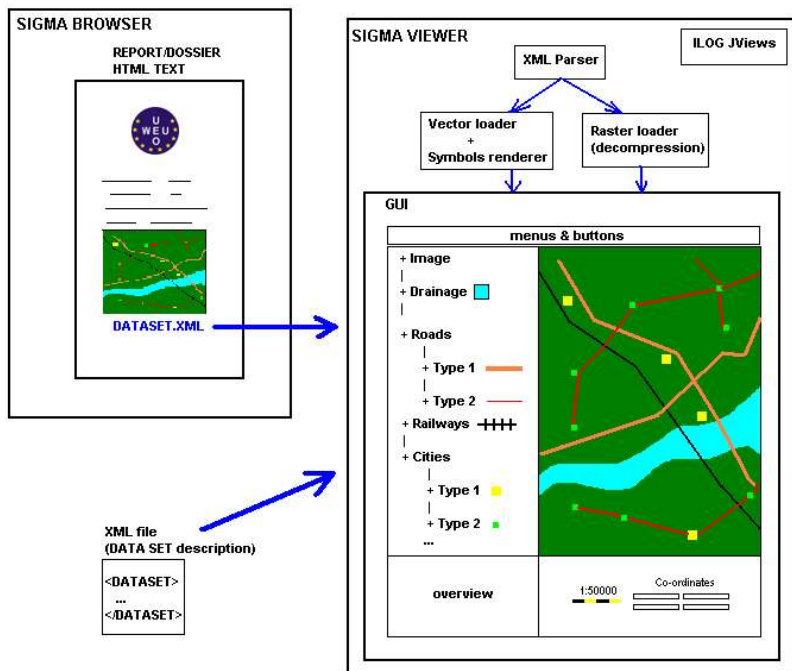 SIGMA BROWSER
REPORT/DOSSIER
HTML TEXT
U
WEU
O
DATASET.XML
XML file
(DATA SET description)
<DATASET>
...
</DATASET>
SIGMA VIEWER
ILOG JViews
XML Parser
Vector loader
+
Symbols renderer
Raster loader
(decompression)
GUI
menus & buttons
+ Image
|
+ Drainage
|
+ Roads
|
+ Type 1
|
+ Type 2
+ Railways
|
+ Cities
|
+ Type 1
|
+ Type 2
...
overview
1:50000
Co-ordinates